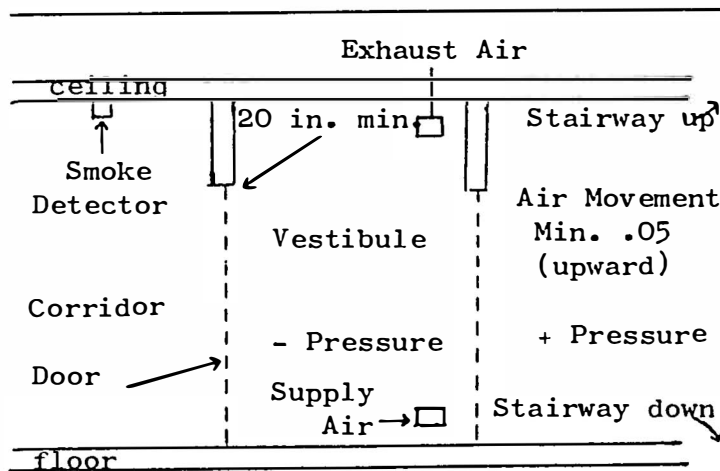 Exhaust Air
ceiling
20 in. min.
Stairway up
Smoke
Detector
Air Movement
Min. .05
(upward)
Vestibule
Corridor
- Pressure
+ Pressure
Door
Supply
Air
Stairway down
floor